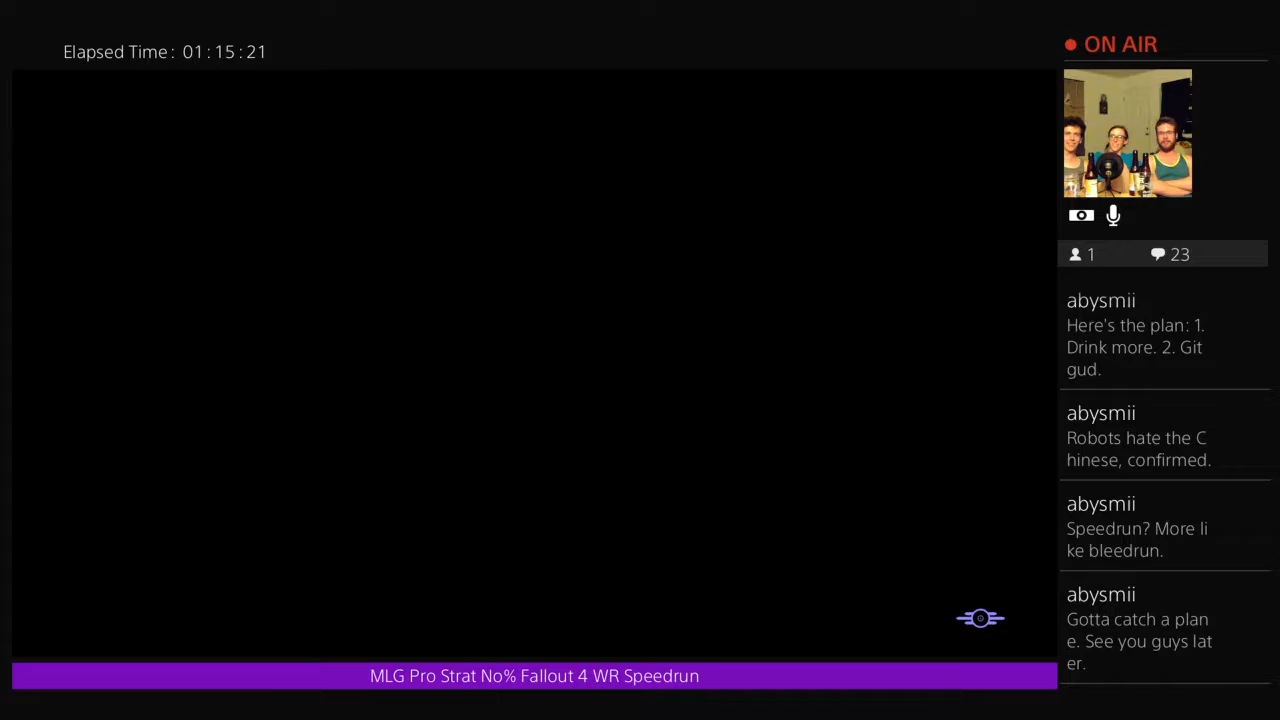 Elapsed Time: 01:15:21
ON AIR
1
23
abysmii
Here's the plan: 1.
Drink more. 2. Git
gud.
abysmii
Robots hate the C
hinese, confirmed.
abysmii
Speedrun? More li
ke bleedrun.
abysmii
Gotta catch a plan
e. See you guys lat
er.
MLG Pro Strat No% Fallout 4 WR Speedrun